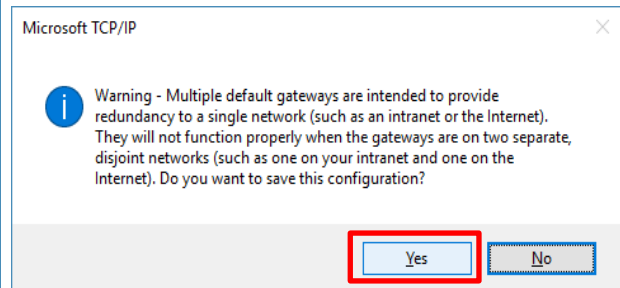 Microsoft TCP/IP
Warning - Multiple default gateways are intended to provide
redundancy to a single network (such as an intranet or the Internet).
They will not function properly when the gateways are on two separate,
disjoint networks (such as one on your intranet and one on the
Internet). Do you want to save this configuration?
Yes No